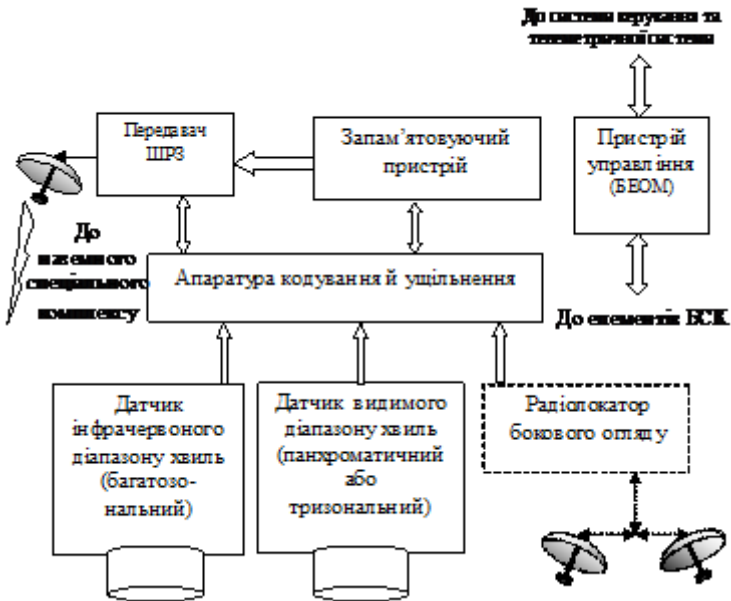 До системи керування та
телеметричної системи
Передавач
ШРЗ
Запам’ятовуючий
пристрій
Пристрій
управління
(БЕОМ)
До
наземного
спеціального
комплексу
Апаратура кодування й ущільнення
До елементів БСК
Датчик
інфрачервоного
діапазону хвиль
(багатозо-
нальний)
Датчик видимого
діапазону хвиль
(панхроматичний
або
тризональний)
Радіолокатор
бокового огляду